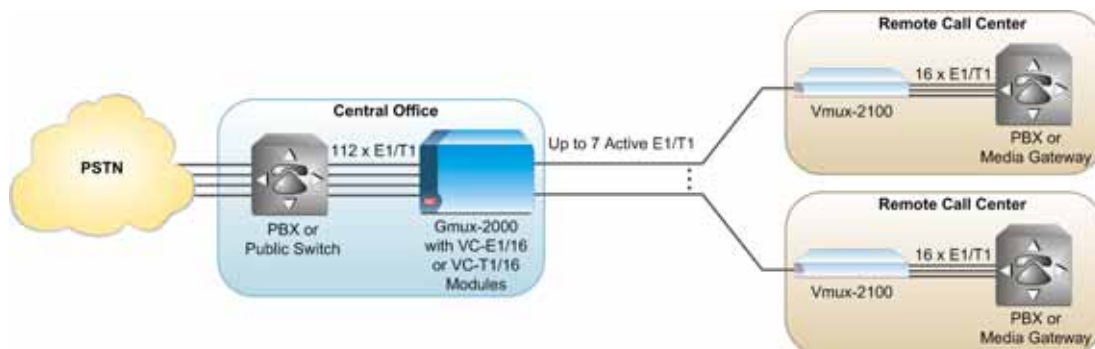 PSTN
Central Office
112 x E1/T1
PBX or
Public Switch
Gmux-2000
with VC-E1/16
or VC-T1/16
Modules
Up to 7 Active E1/T1
Remote Call Center
16 x E1/T1
Vmux-2100
PBX or
Media Gateway
Remote Call Center
16 x E1/T1
Vmux-2100
PBX or
Media Gateway